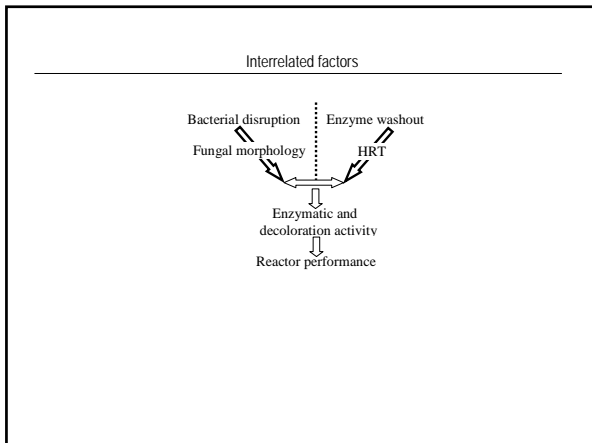 Interrelated factors
Bacterial disruption Enzyme washout
Fungal morphology HRT
Enzymatic and
decoloration activity
Reactor performance